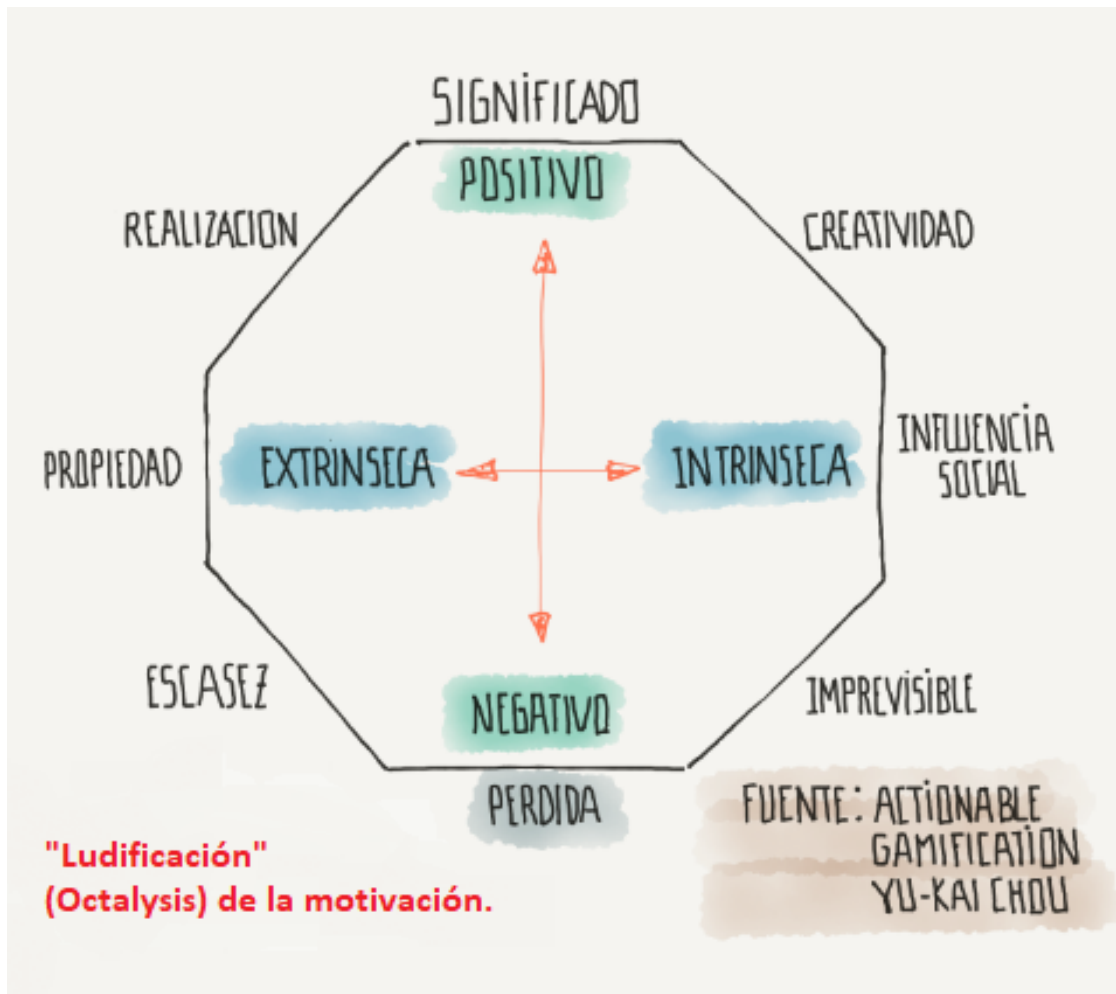 SIGNIFICADO
POSITIVO
REALIZACION
CREATIVIDAD
PROPIEDAD
EXTRINSECA
INTRINSECA
INFLUENCIA
SOCIAL
ESCASEZ
IMPREVISIBLE
NEGATIVO
PERDIDA
"Ludificación"
(Octalysis) de la motivación.
FUENTE: ACTIONABLE
GAMIFICATION
YU-KAI CHOU